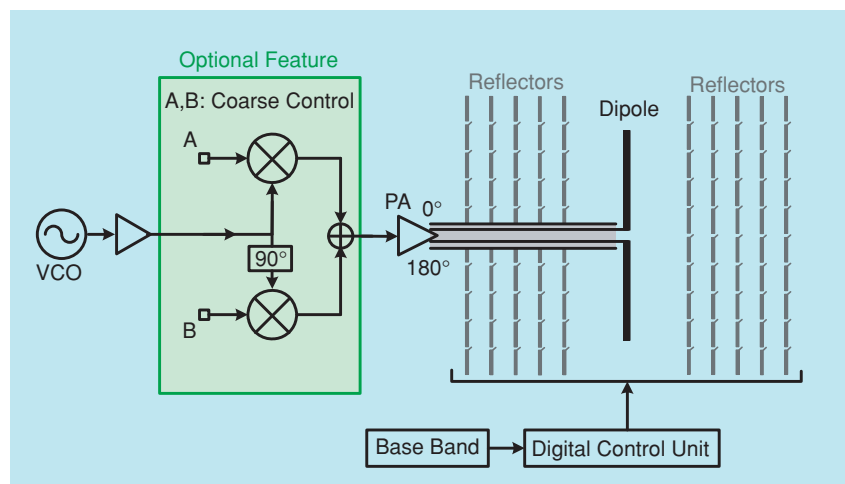 Optional Feature
A,B: Coarse Control
Reflectors
Reflectors
Dipole
A
PA
0°
VCO
90°
180°
B
Base Band
Digital Control Unit